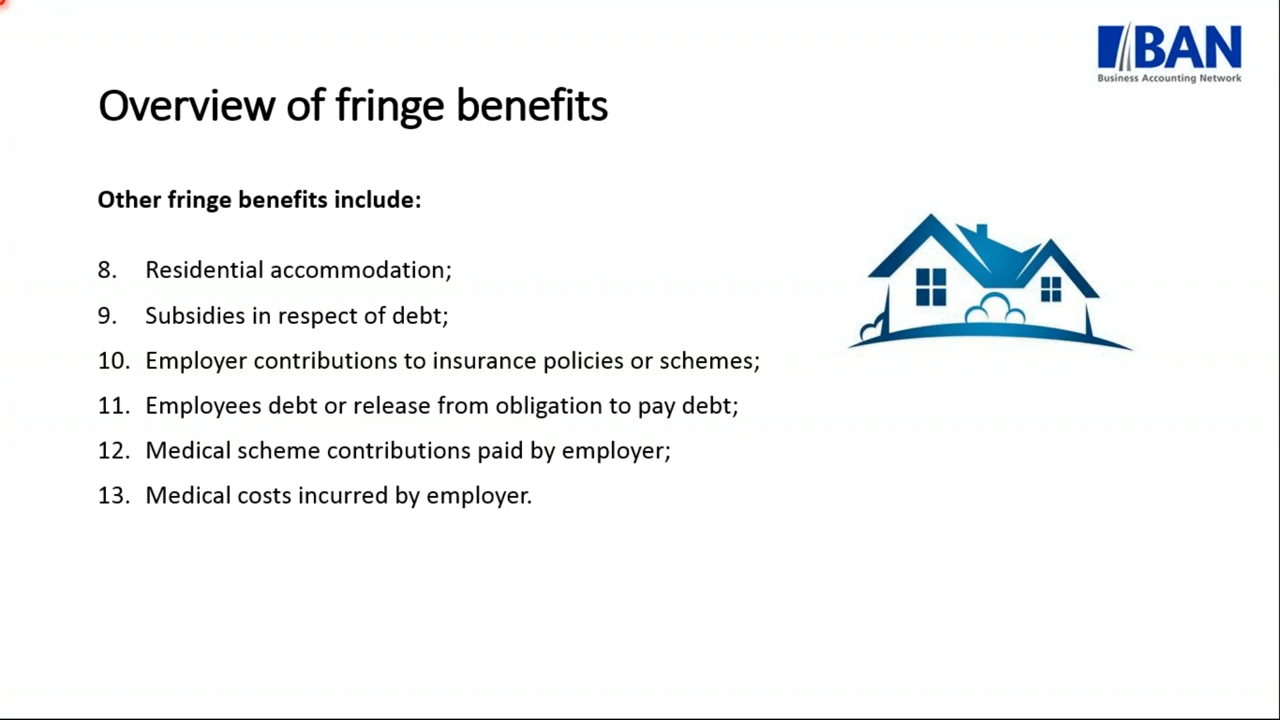 BAN
Business Accounting Network
Overview of fringe benefits
Other fringe benefits include:
8. Residential accommodation;
9. Subsidies in respect of debt;
10. Employer contributions to insurance policies or schemes;
11. Employees debt or release from obligation to pay debt;
12. Medical scheme contributions paid by employer;
13. Medical costs incurred by employer.